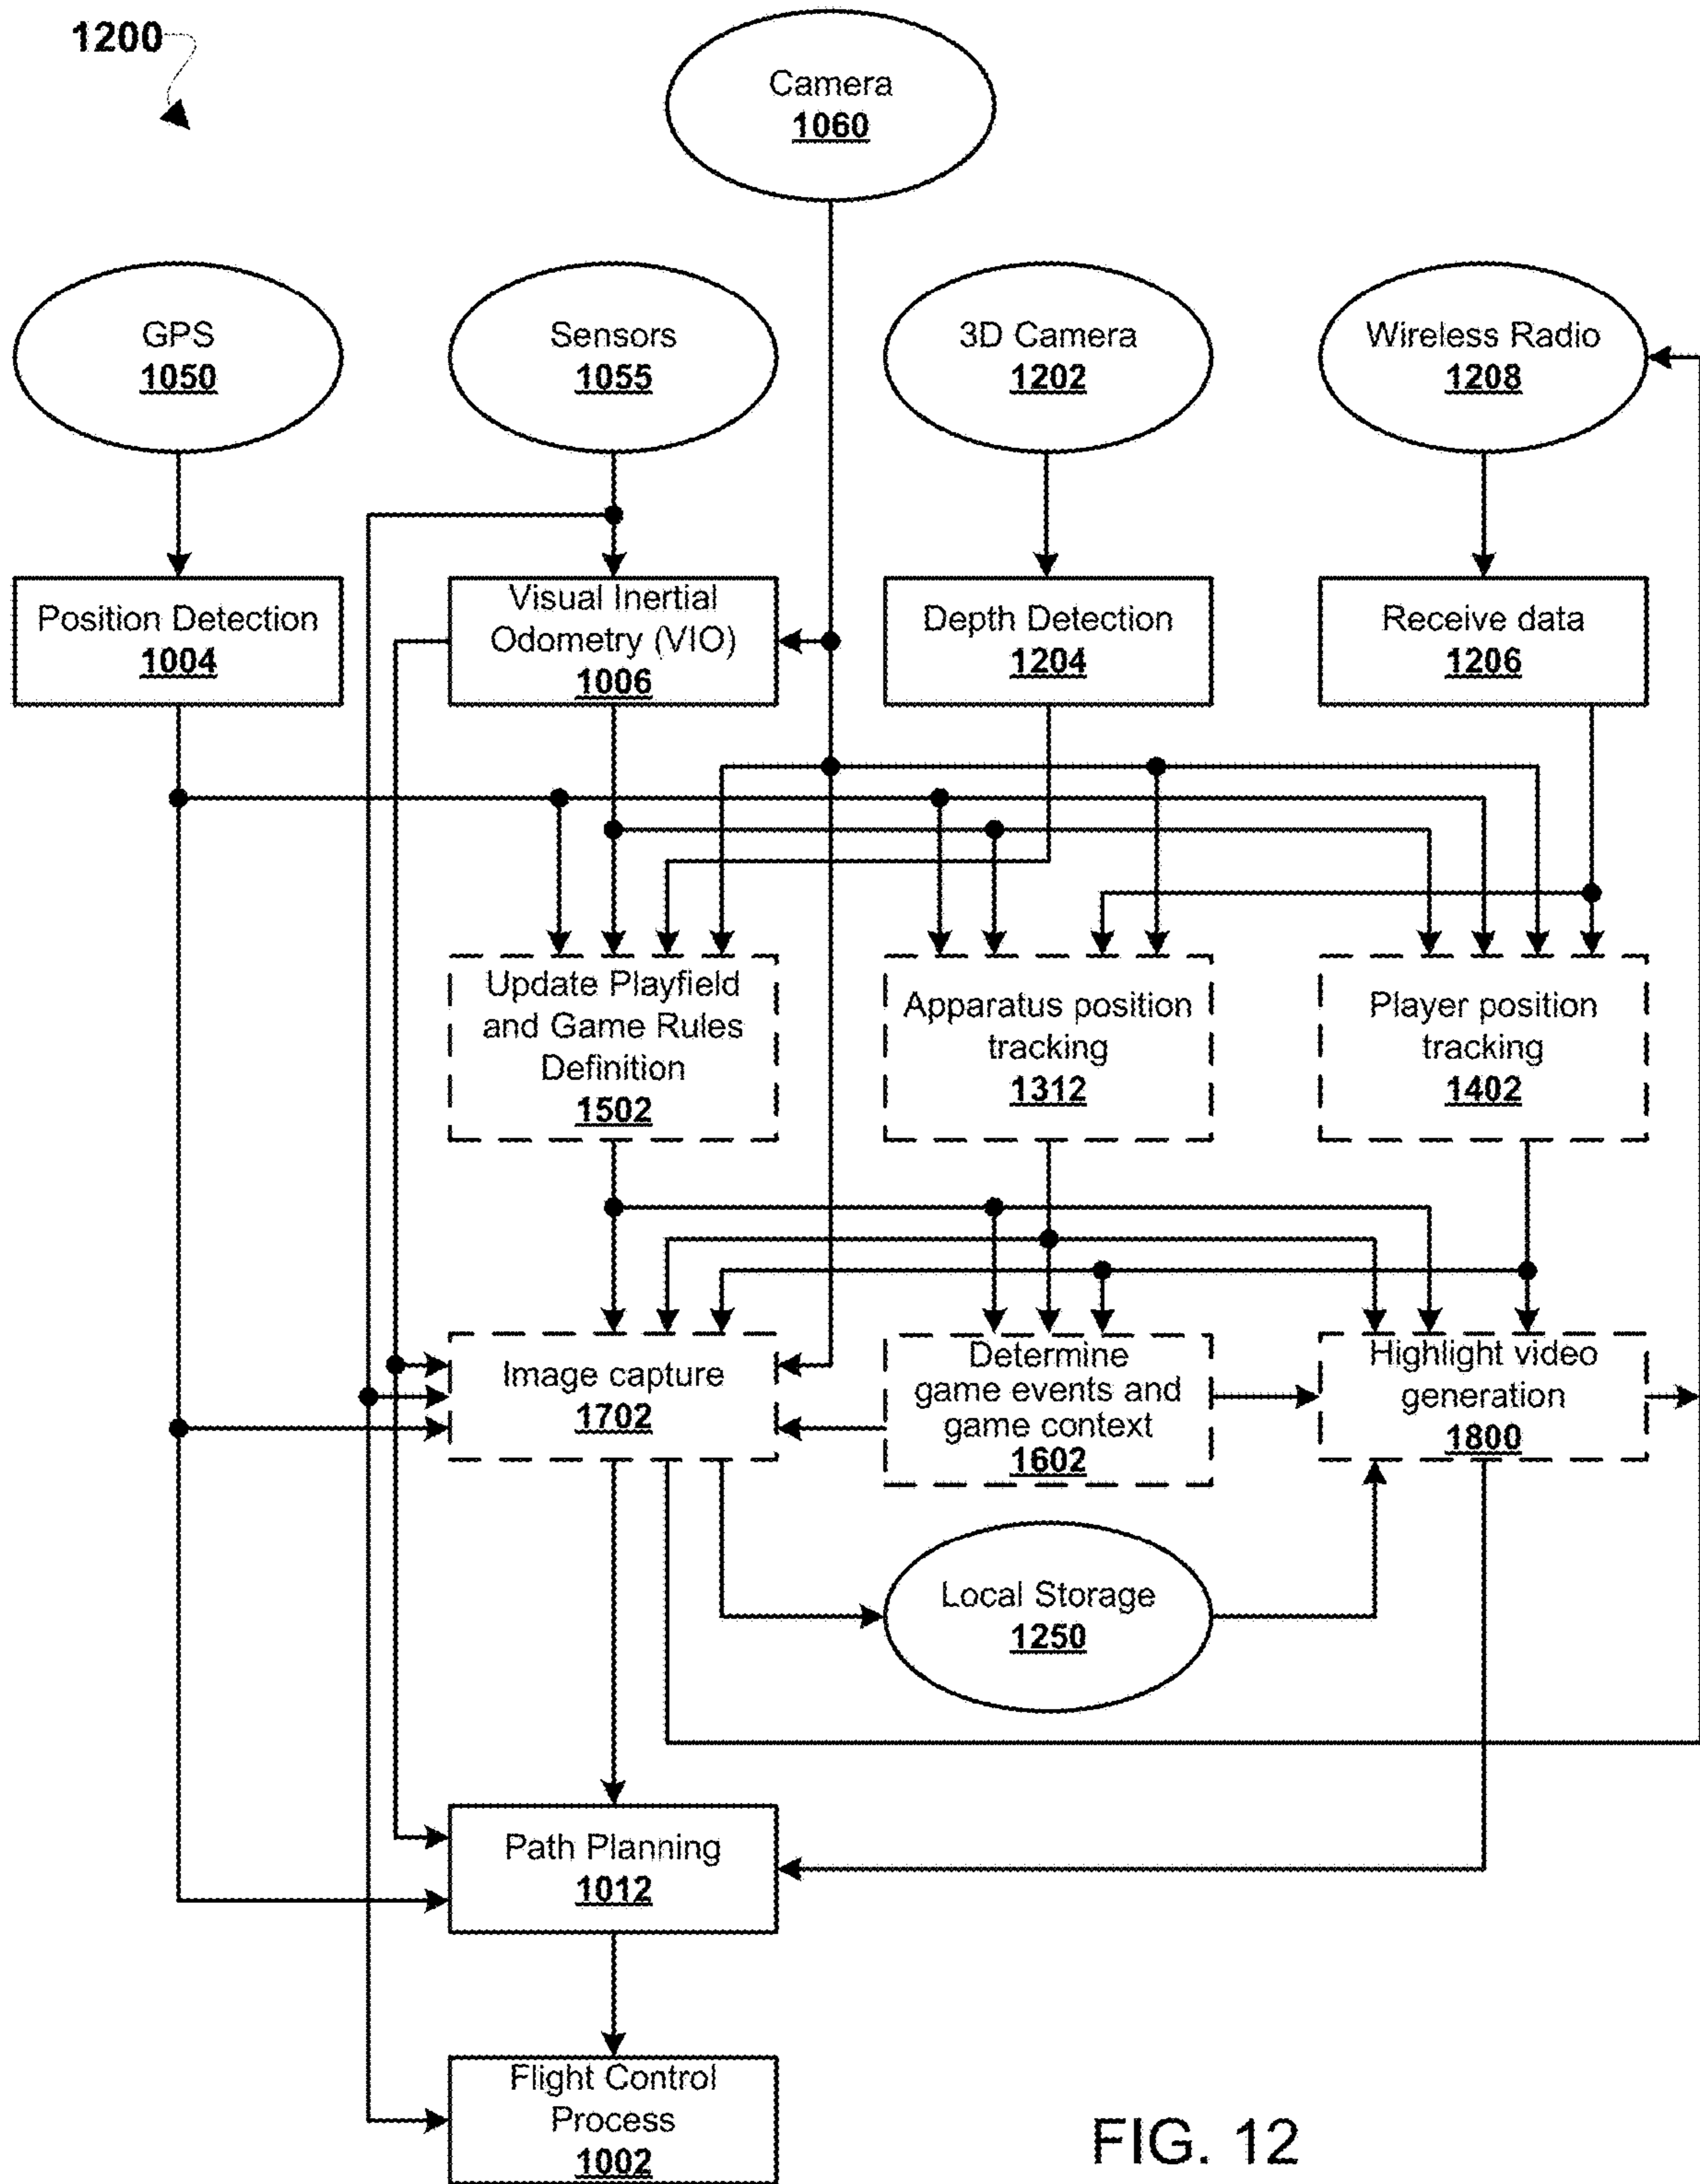 1200
Camera
1060
GPS
1050
Sensors
1055
3D Camera
1202
Wireless Radio
1208
Position Detection
1004
Visual Inertial
Odometry (VIO)
1006
Depth Detection
1204
Receive data
1206
Update Playfield
and Game Rules
Definition
1502
Apparatus position
tracking
1312
Player position
tracking
1402
Image capture
1702
Determine
game events and
game context
1602
Highlight video
generation
1800
Local Storage
1250
Path Planning
1012
Flight Control
Process
1002
FIG. 12